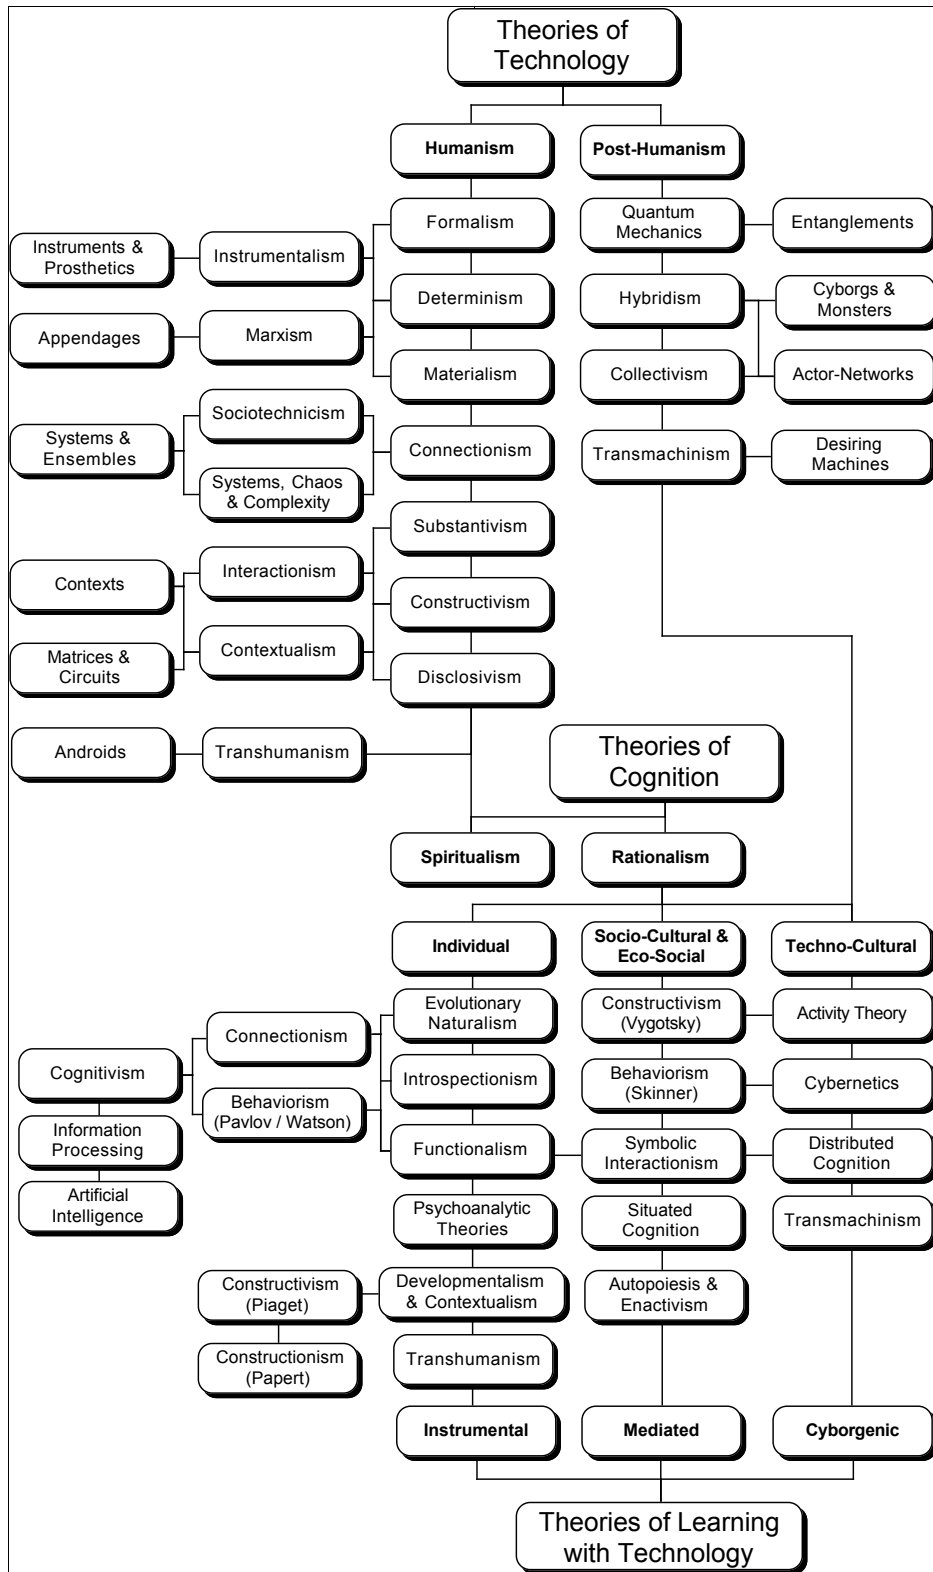 Theories of
Technology
Humanism
Post-Humanism
Formalism
Quantum
Mechanics
Entanglements
Instruments &
Prosthetics
Instrumentalism
Determinism
Hybridism
Cyborgs &
Monsters
Appendages
Marxism
Materialism
Collectivism
Actor-Networks
Sociotechnicism
Systems &
Ensembles
Connectionism
Transmachinism
Desiring
Machines
Systems, Chaos
& Complexity
Substantivism
Contexts
Interactionism
Constructivism
Matrices &
Circuits
Contextualism
Disclosivism
Androids
Transhumanism
Theories of
Cognition
Spiritualism
Rationalism
Individual
Socio-Cultural &
Eco-Social
Techno-Cultural
Evolutionary
Naturalism
Constructivism
(Vygotsky)
Activity Theory
Connectionism
Cognitivism
Introspectionism
Behaviorism
(Skinner)
Cybernetics
Behaviorism
(Pavlov / Watson)
Information
Processing
Functionalism
Symbolic
Interactionism
Distributed
Cognition
Artificial
Intelligence
Psychoanalytic
Theories
Situated
Cognition
Transmachinism
Constructivism
(Piaget)
Developmentalism
& Contextualism
Autopoiesis &
Enactivism
Constructionism
(Papert)
Transhumanism
Instrumental
Mediated
Cyborgenic
Theories of Learning
with Technology